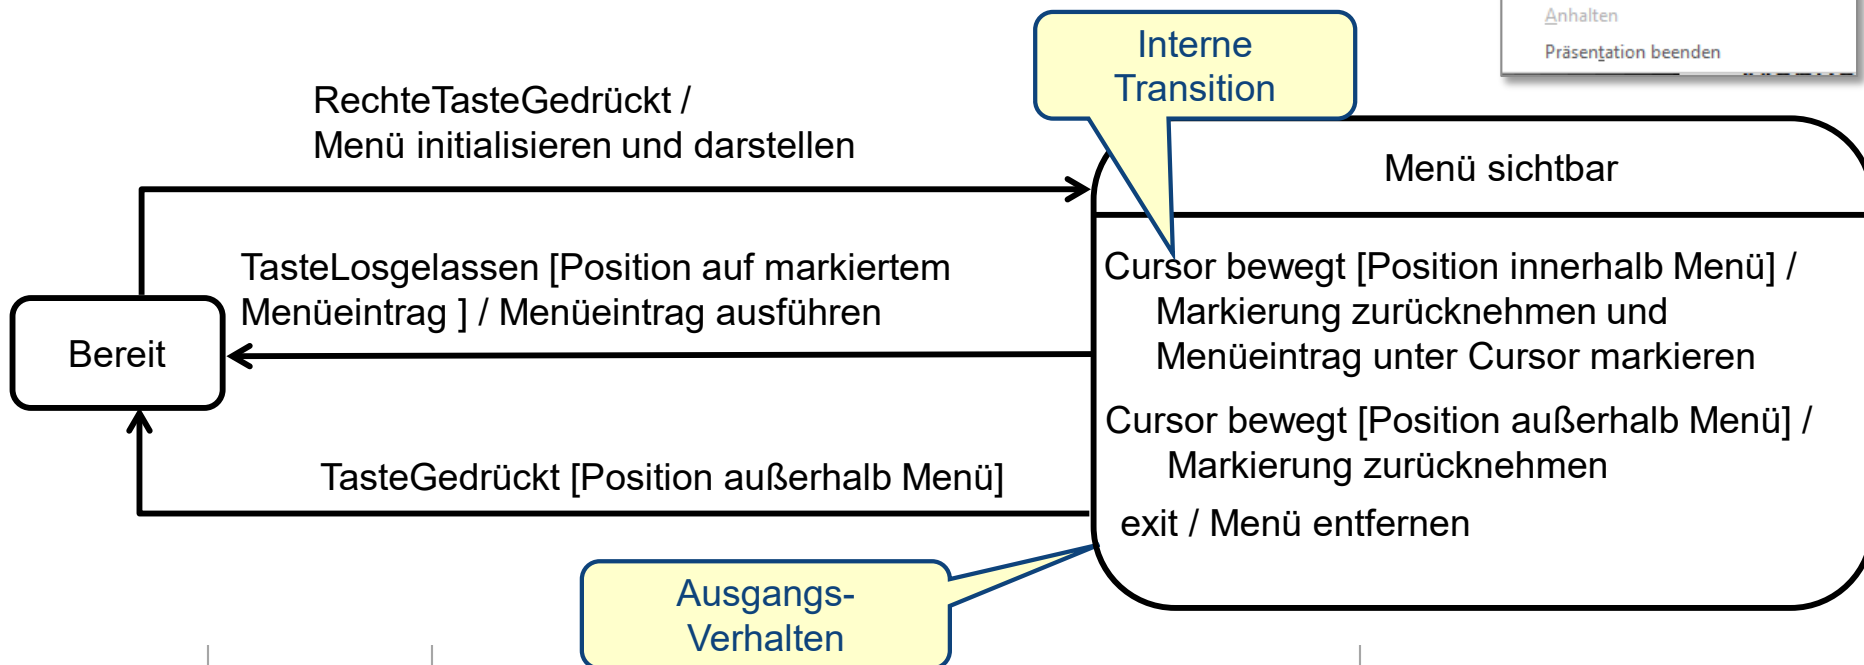 Anhalten
Präsentation beenden
Interne
Transition
RechteTasteGedrückt /
Menü initialisieren und darstellen
Menü sichtbar
TasteLosgelassen [Position auf markiertem
Menüeintrag ] / Menüeintrag ausführen
Bereit
Cursor bewegt [Position innerhalb Menü] /
Markierung zurücknehmen und
Menüeintrag unter Cursor markieren
Cursor bewegt [Position außerhalb Menü] /
Markierung zurücknehmen
TasteGedrückt [Position außerhalb Menü]
exit / Menü entfernen
Ausgangs-
Verhalten